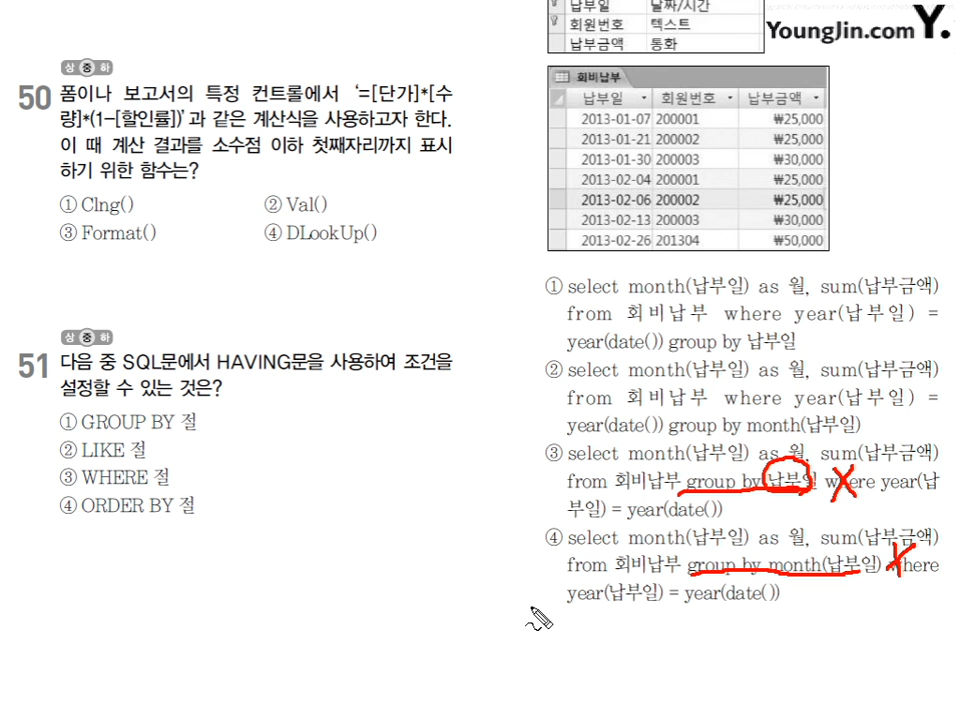 상 중 하
50 폼이나 보고서의 특정 컨트롤에서 '=[단가]*[수
량]*(1-[할인률])'과 같은 계산식을 사용하고자 한다.
이 때 계산 결과를 소수점 이하 첫째자리까지 표시
하기 위한 함수는?
① Clng() ② Val()
③ Format() ④ DLookUp()
상 중 하
51 다음 중 SQL문에서 HAVING문을 사용하여 조건을
설정할 수 있는 것은?
① GROUP BY 절
② LIKE 절
③ WHERE 절
④ ORDER BY 절
납부일 날짜/시간
회원번호 텍스트
납부금액 통화
YoungJin.com Y.
회비납부
납부일 회원번호 납부금액
2013-01-07 200001 ₩25,000
2013-01-21 200002 ₩25,000
2013-01-30 200003 ₩30,000
2013-02-04 200001 ₩25,000
2013-02-06 200002 ₩25,000
2013-02-13 200003 ₩30,000
2013-02-26 201304 ₩50,000
① select month(납부일) as 월, sum(납부금액)
from 회비납부 where year(납부일) =
year(date()) group by 납부일
② select month(납부일) as 월, sum(납부금액)
from 회비납부 where year(납부일) =
year(date()) group by month(납부일)
③ select month(납부일) as 월, sum(납부금액)
from 회비납부 group by 납부일 where year(납
부일) = year(date())
④ select month(납부일) as 월, sum(납부금액)
from 회비납부 group by month(납부일) where
year(납부일) = year(date())